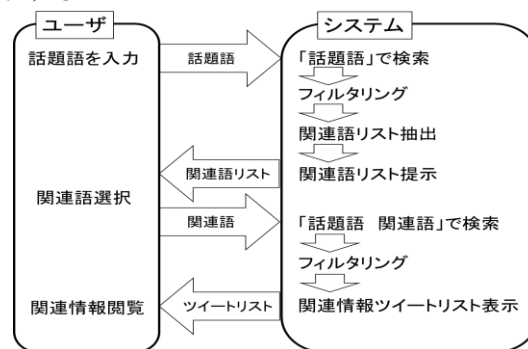 ユーザ
システム
話題語を入力
話題語
「話題語」で検索
フィルタリング
関連語リスト抽出
関連語リスト
関連語リスト提示
関連語選択
関連語
「話題語　関連語」で検索
フィルタリング
関連情報閲覧
ツイートリスト
関連情報ツイートリスト表示